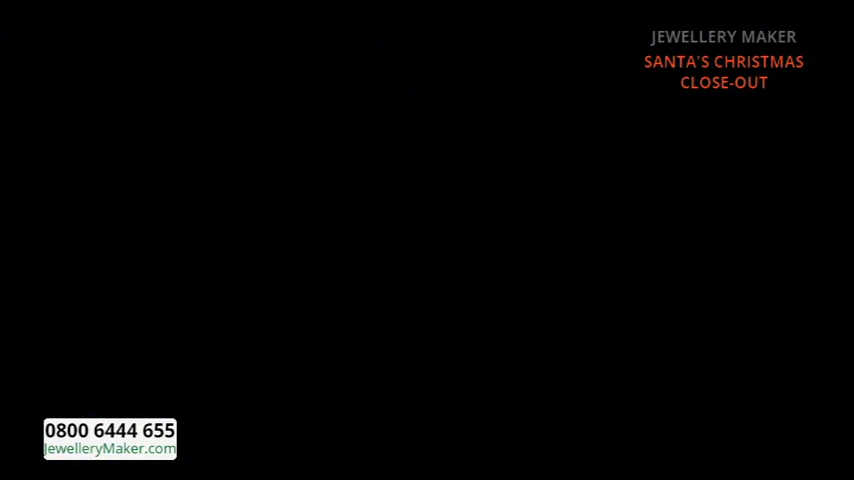 JEWELLERY MAKER
SANTA'S CHRISTMAS
CLOSE-OUT
0800 6444 655
JewelleryMaker.com